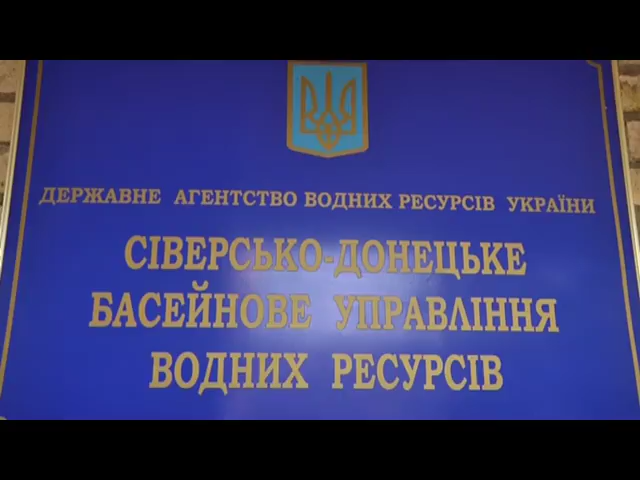 ДЕРЖАВНЕ АГЕНТСТВО ВОДНИХ РЕСУРСІВ УКРАЇНИ
СІВЕРСЬКО-ДОНЕЦЬКЕ
БАСЕЙНОВЕ УПРАВЛІННЯ
ВОДНИХ РЕСУРСІВ